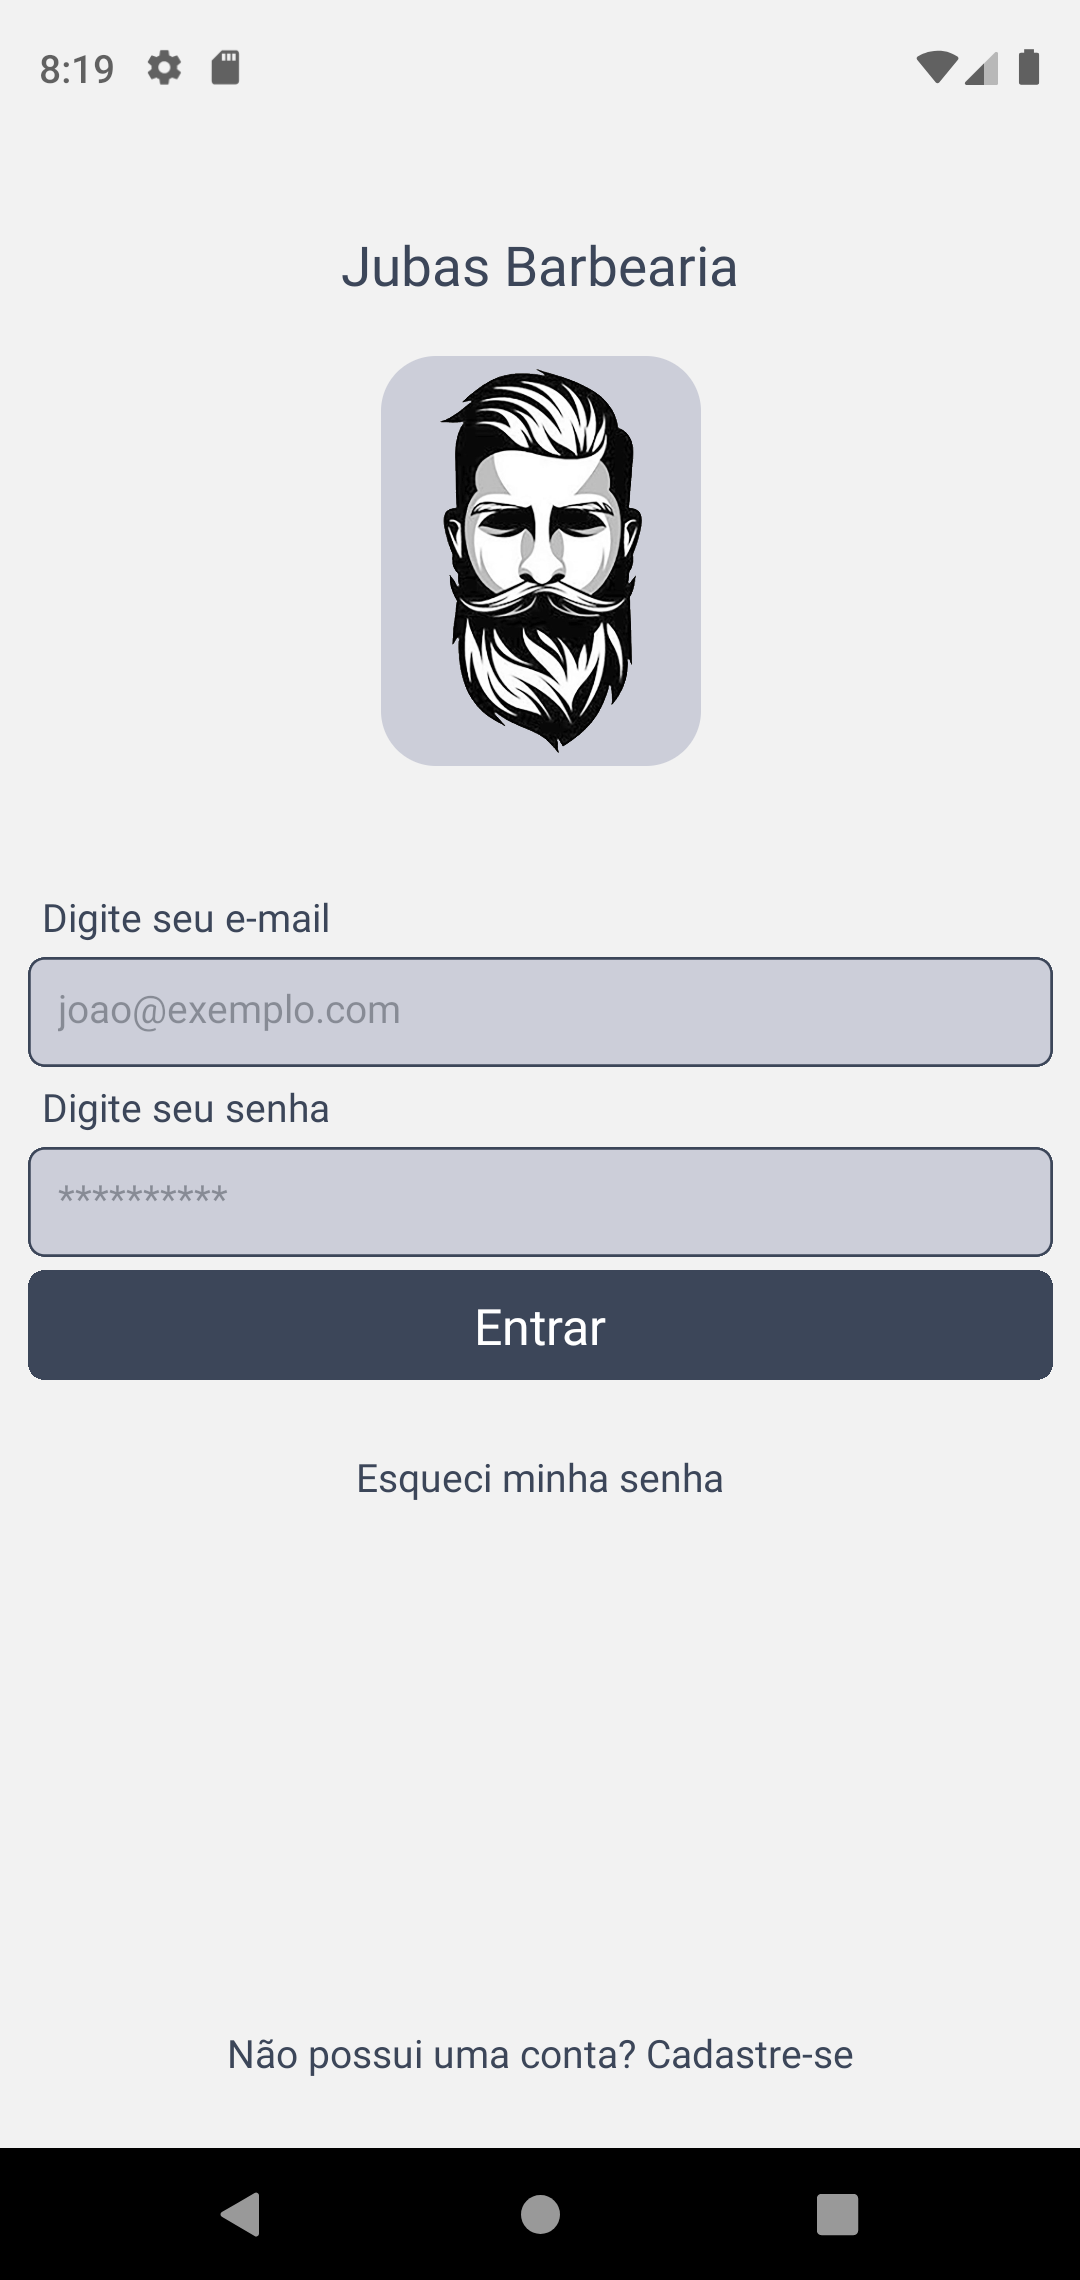 8:19
Jubas Barbearia
Digite seu e-mail
joao@exemplo.com
Digite seu senha
**********
Entrar
Esqueci minha senha
Não possui uma conta? Cadastre-se